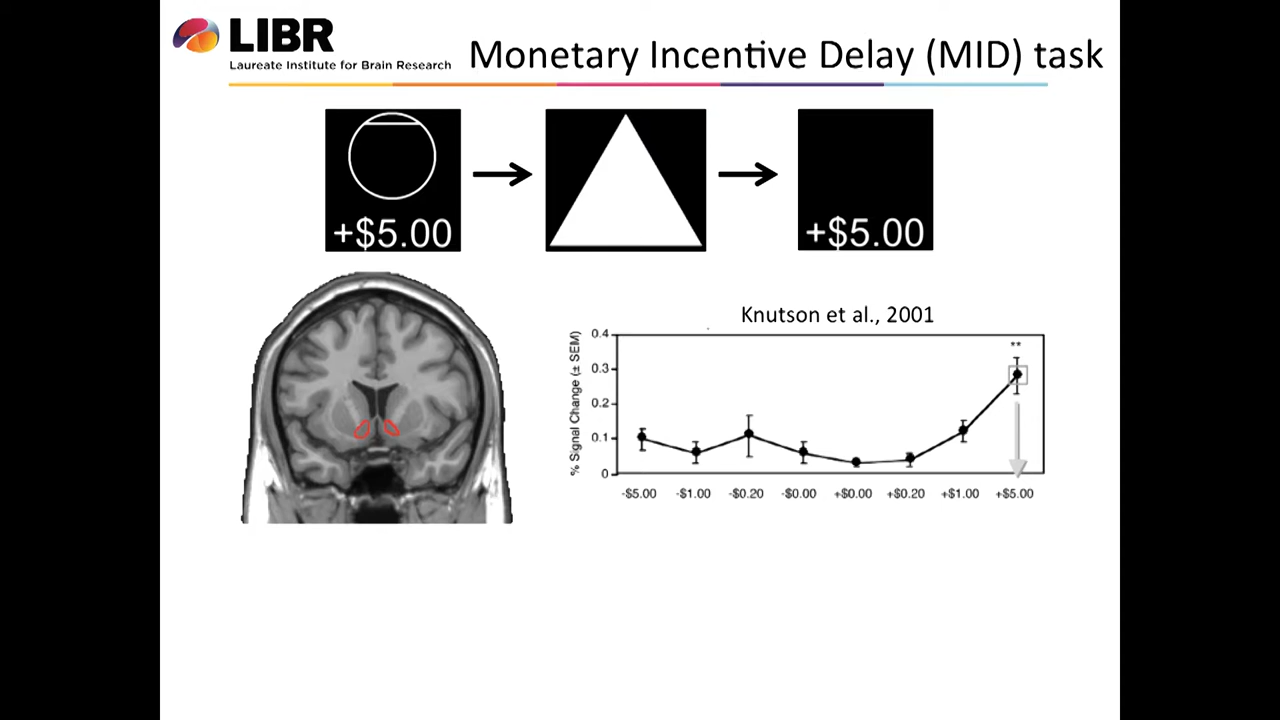 LIBR
Laureate Institute for Brain Research
Monetary Incentive Delay (MID) task
+$5.00
+$5.00
Knutson et al., 2001
% Signal Change (± SEM)
0.4
0.3
0.2
0.1
0
**
-$5.00 -$1.00 -$0.20 -$0.00 +$0.00 +$0.20 +$1.00 +$5.00